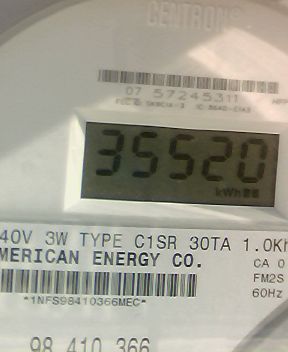 CENTRON®
07 57245311
35520
kWh
40V 3W TYPE C1SR 30TA 1.0Kh
MERICAN ENERGY CO.
CA 0
FM2S
60Hz
*1NFS98410366MEC*
98 410 366